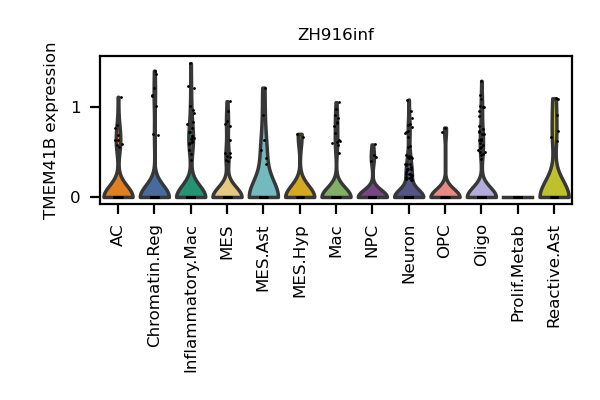 ZH916inf
TMEM41B expression
1
0
AC
Chromatin.Reg
Inflammatory.Mac
MES
MES.Ast
MES.Hyp
Mac
NPC
Neuron
OPC
Oligo
Prolif.Metab
Reactive.Ast